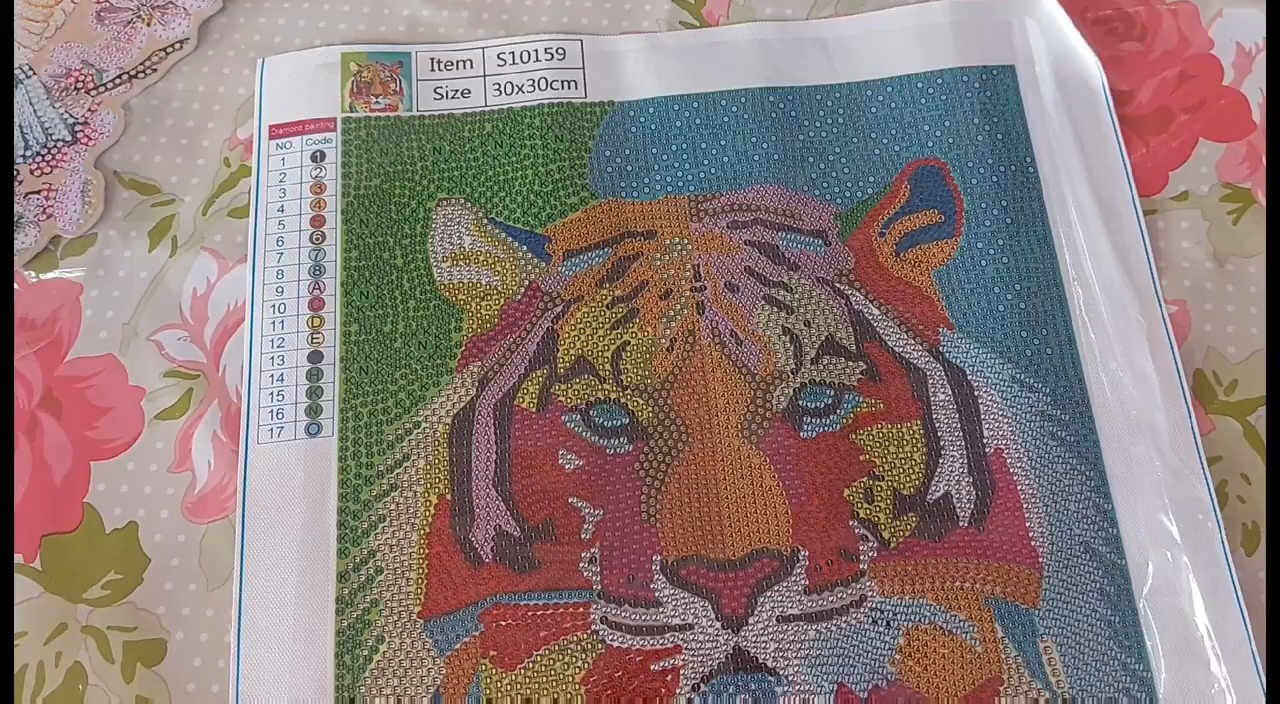 Item S10159
Size 30x30cm
Diamond painting
NO. Code
1 1
2 2
3 3
4 4
5
6 6
7 7
8 8
9 A
10 C
11 D
12 E
13
14 H
15 K
16 N
17